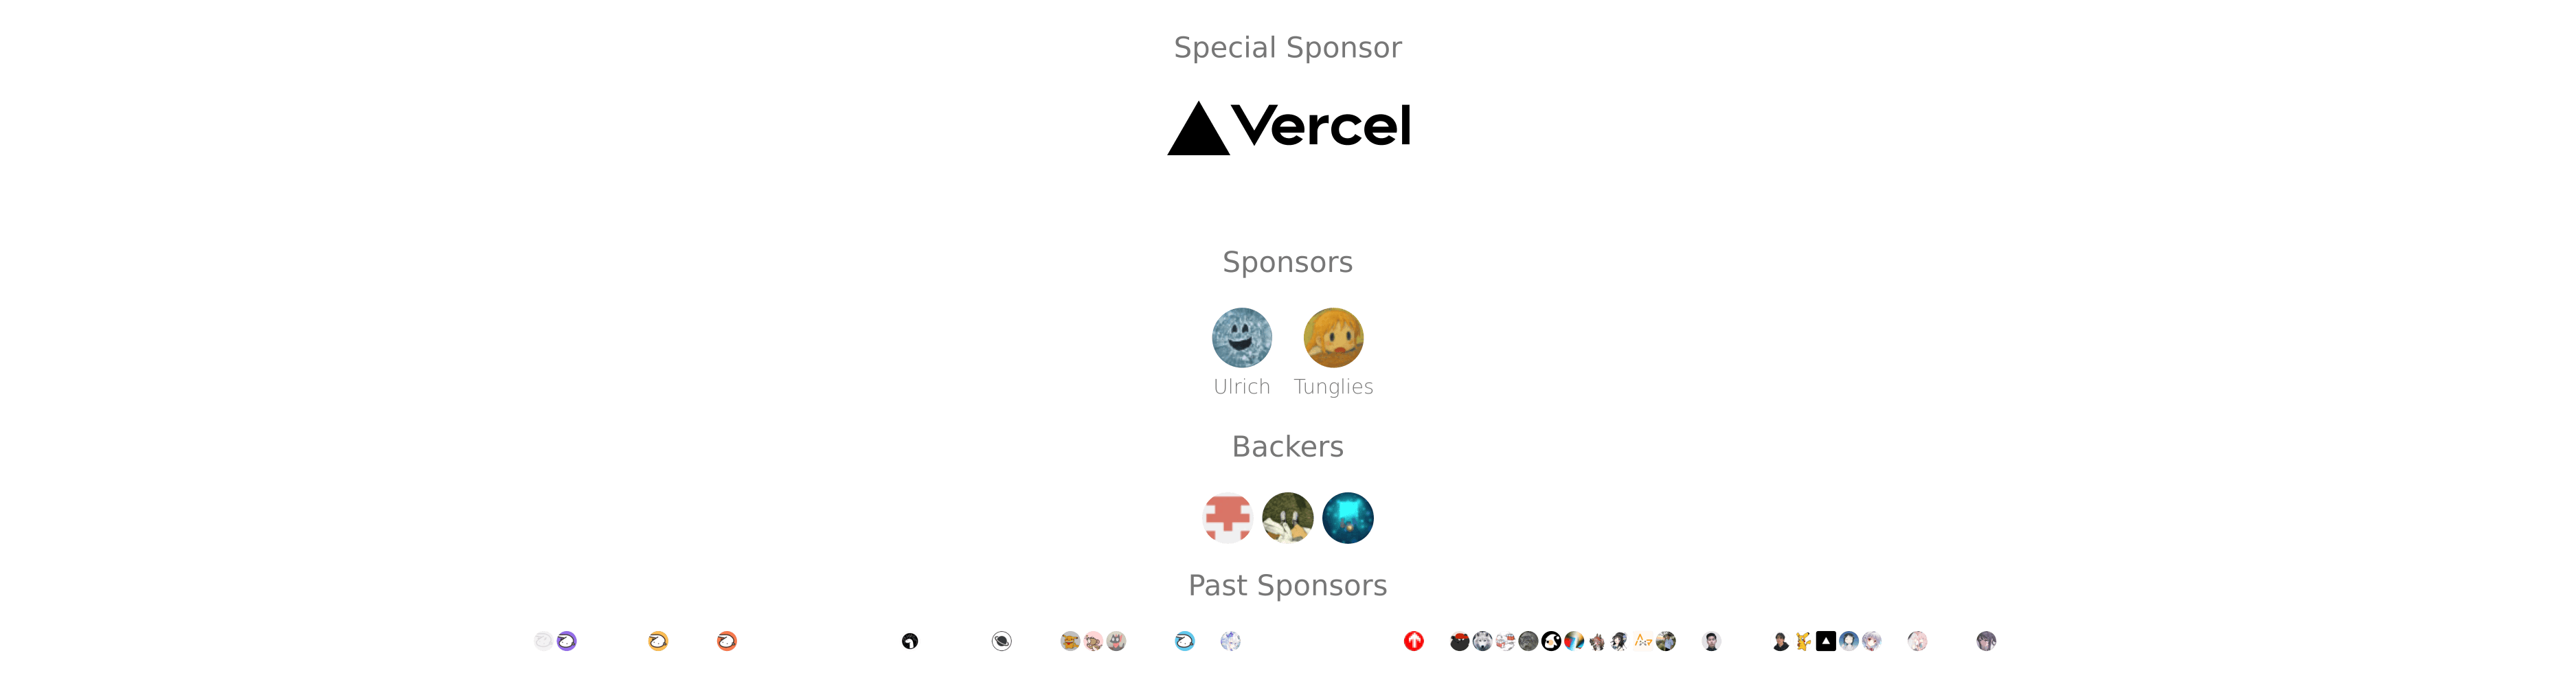 Special Sponsor
Vercel
Sponsors
Ulrich Tunglies
Backers
Past Sponsors